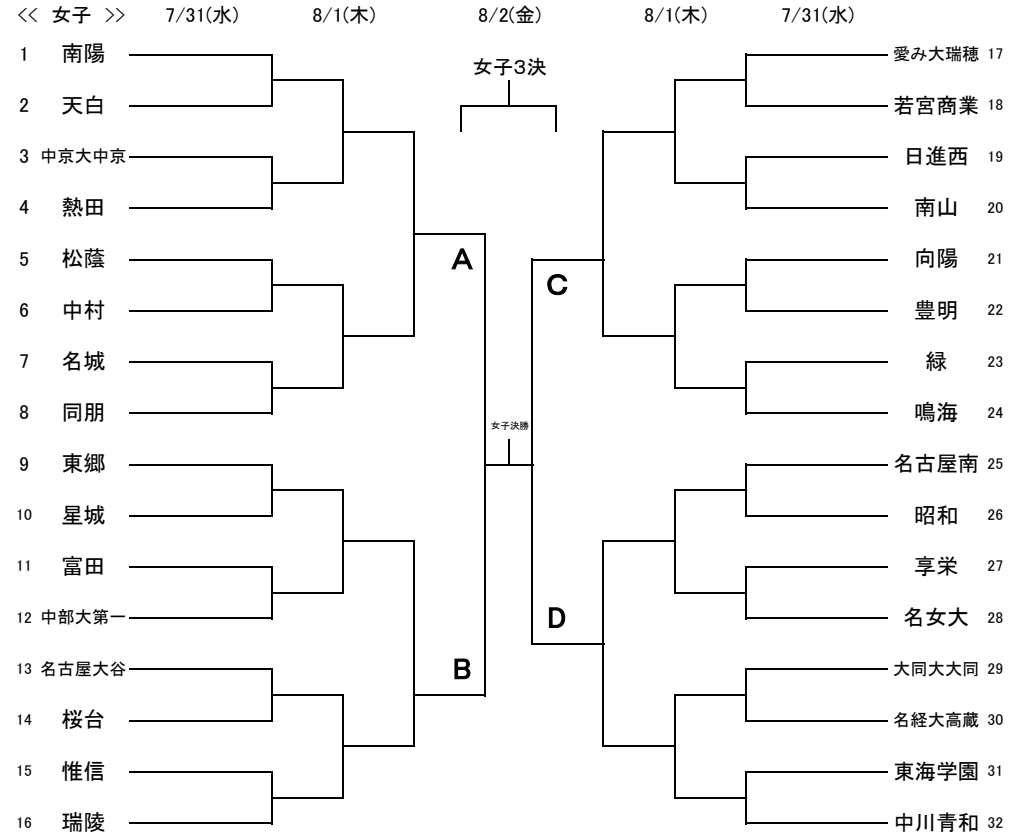 << 女子 >> 7/31(水) 8/1(木) 8/2(金) 8/1(木) 7/31(水)
女子3決
1 南陽
2 天白
3 中京大中京
4 熱田
5 松蔭
6 中村
7 名城
8 同朋
9 東郷
10 星城
11 富田
12 中部大第一
13 名古屋大谷
14 桜台
15 惟信
16 瑞陵
A
B
女子決勝
C
D
愛み大瑞穂 17
若宮商業 18
日進西 19
南山 20
向陽 21
豊明 22
緑 23
鳴海 24
名古屋南 25
昭和 26
享栄 27
名女大 28
大同大大同 29
名経大高蔵 30
東海学園 31
中川青和 32